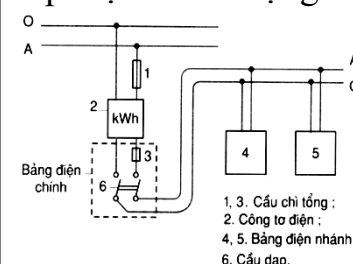 O
A
1
2
kWh
3
Bảng điện
chính
6
A
4
5
1, 3. Cầu chì tổng ;
2. Công tơ điện ;
4, 5. Bảng điện nhánh
6. Cầu dao.